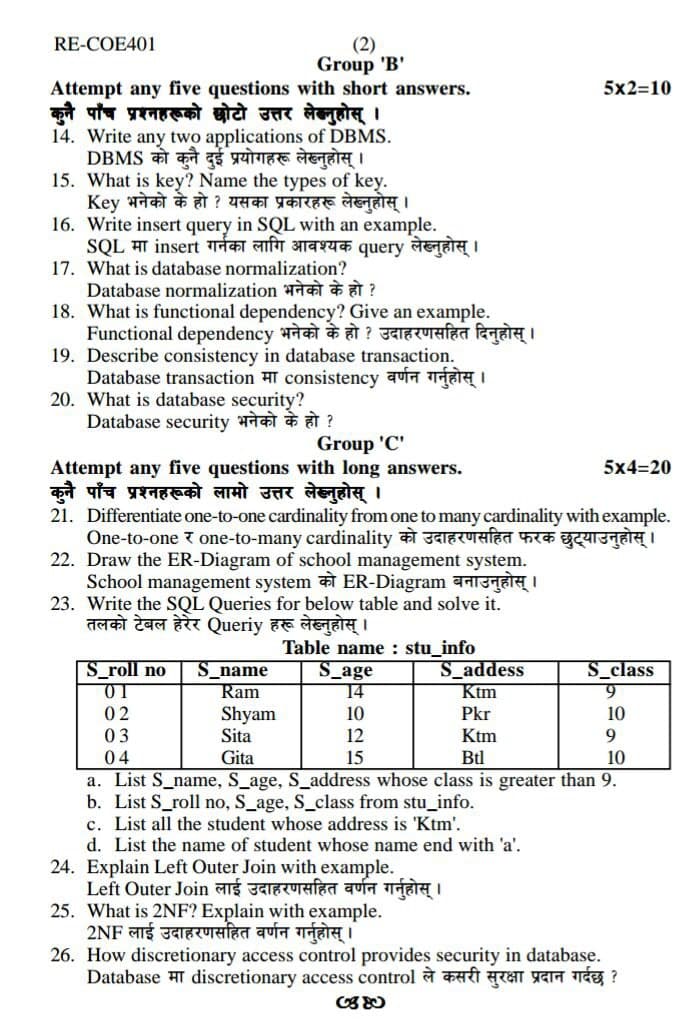 RE-COE401 (2)
Group 'B'
Attempt any five questions with short answers. 5x2=10
कुनै पाँच प्रश्नहरूको छोटो उत्तर लेख्नुहोस् ।
14. Write any two applications of DBMS.
DBMS को कुनै दुई प्रयोगहरू लेख्नुहोस् ।
15. What is key? Name the types of key.
Key भनेको के हो ? यसका प्रकारहरू लेख्नुहोस् ।
16. Write insert query in SQL with an example.
SQL मा insert गर्नका लागि आवश्यक query लेख्नुहोस् ।
17. What is database normalization?
Database normalization भनेको के हो ?
18. What is functional dependency? Give an example.
Functional dependency भनेको के हो ? उदाहरणसहित दिनुहोस् ।
19. Describe consistency in database transaction.
Database transaction मा consistency वर्णन गर्नुहोस् ।
20. What is database security?
Database security भनेको के हो ?
Group 'C'
Attempt any five questions with long answers. 5x4=20
कुनै पाँच प्रश्नहरूको लामो उत्तर लेख्नुहोस् ।
21. Differentiate one-to-one cardinality from one to many cardinality with example.
One-to-one र one-to-many cardinality को उदाहरणसहित फरक छुट्याउनुहोस् ।
22. Draw the ER-Diagram of school management system.
School management system को ER-Diagram बनाउनुहोस् ।
23. Write the SQL Queries for below table and solve it.
तलको टेबल हेरेर Queriy हरू लेख्नुहोस् ।
Table name : stu_info
S_roll no S_name S_age S_addess S_class
0 1 Ram 14 Ktm 9
0 2 Shyam 10 Pkr 10
0 3 Sita 12 Ktm 9
0 4 Gita 15 Btl 10
a. List S_name, S_age, S_address whose class is greater than 9.
b. List S_roll no, S_age, S_class from stu_info.
c. List all the student whose address is 'Ktm'.
d. List the name of student whose name end with 'a'.
24. Explain Left Outer Join with example.
Left Outer Join लाई उदाहरणसहित वर्णन गर्नुहोस् ।
25. What is 2NF? Explain with example.
2NF लाई उदाहरणसहित वर्णन गर्नुहोस् ।
26. How discretionary access control provides security in database.
Database मा discretionary access control ले कसरी सुरक्षा प्रदान गर्दछ ?